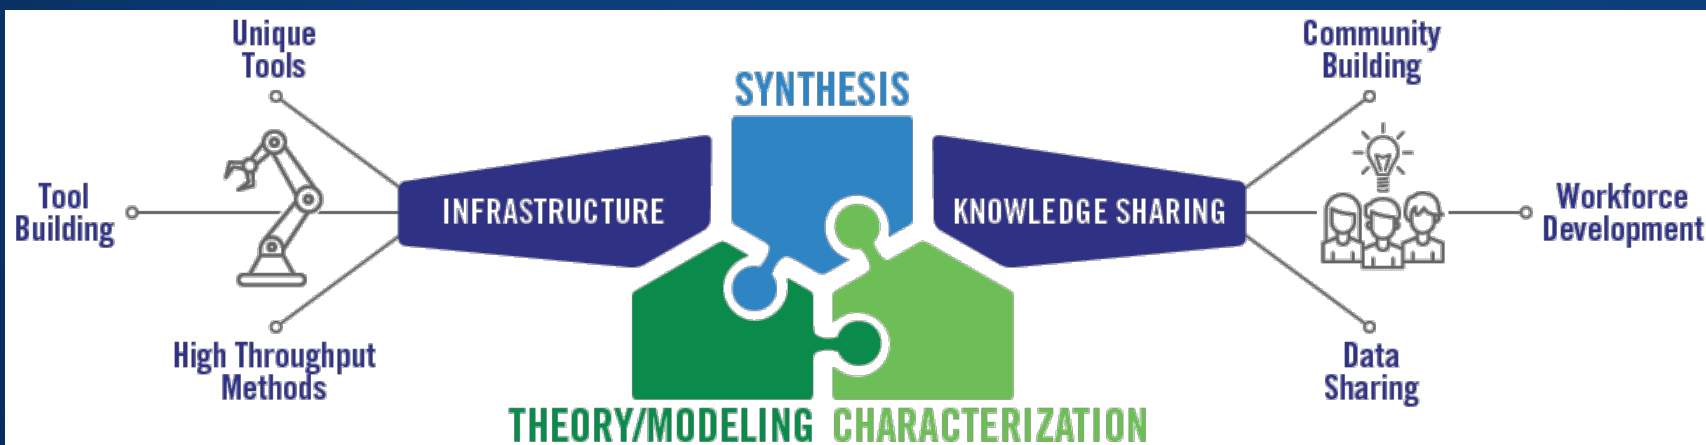 Unique
Tools
Tool
Building
High Throughput
Methods
INFRASTRUCTURE
SYNTHESIS
THEORY/MODELING
CHARACTERIZATION
KNOWLEDGE SHARING
Community
Building
Workforce
Development
Data
Sharing